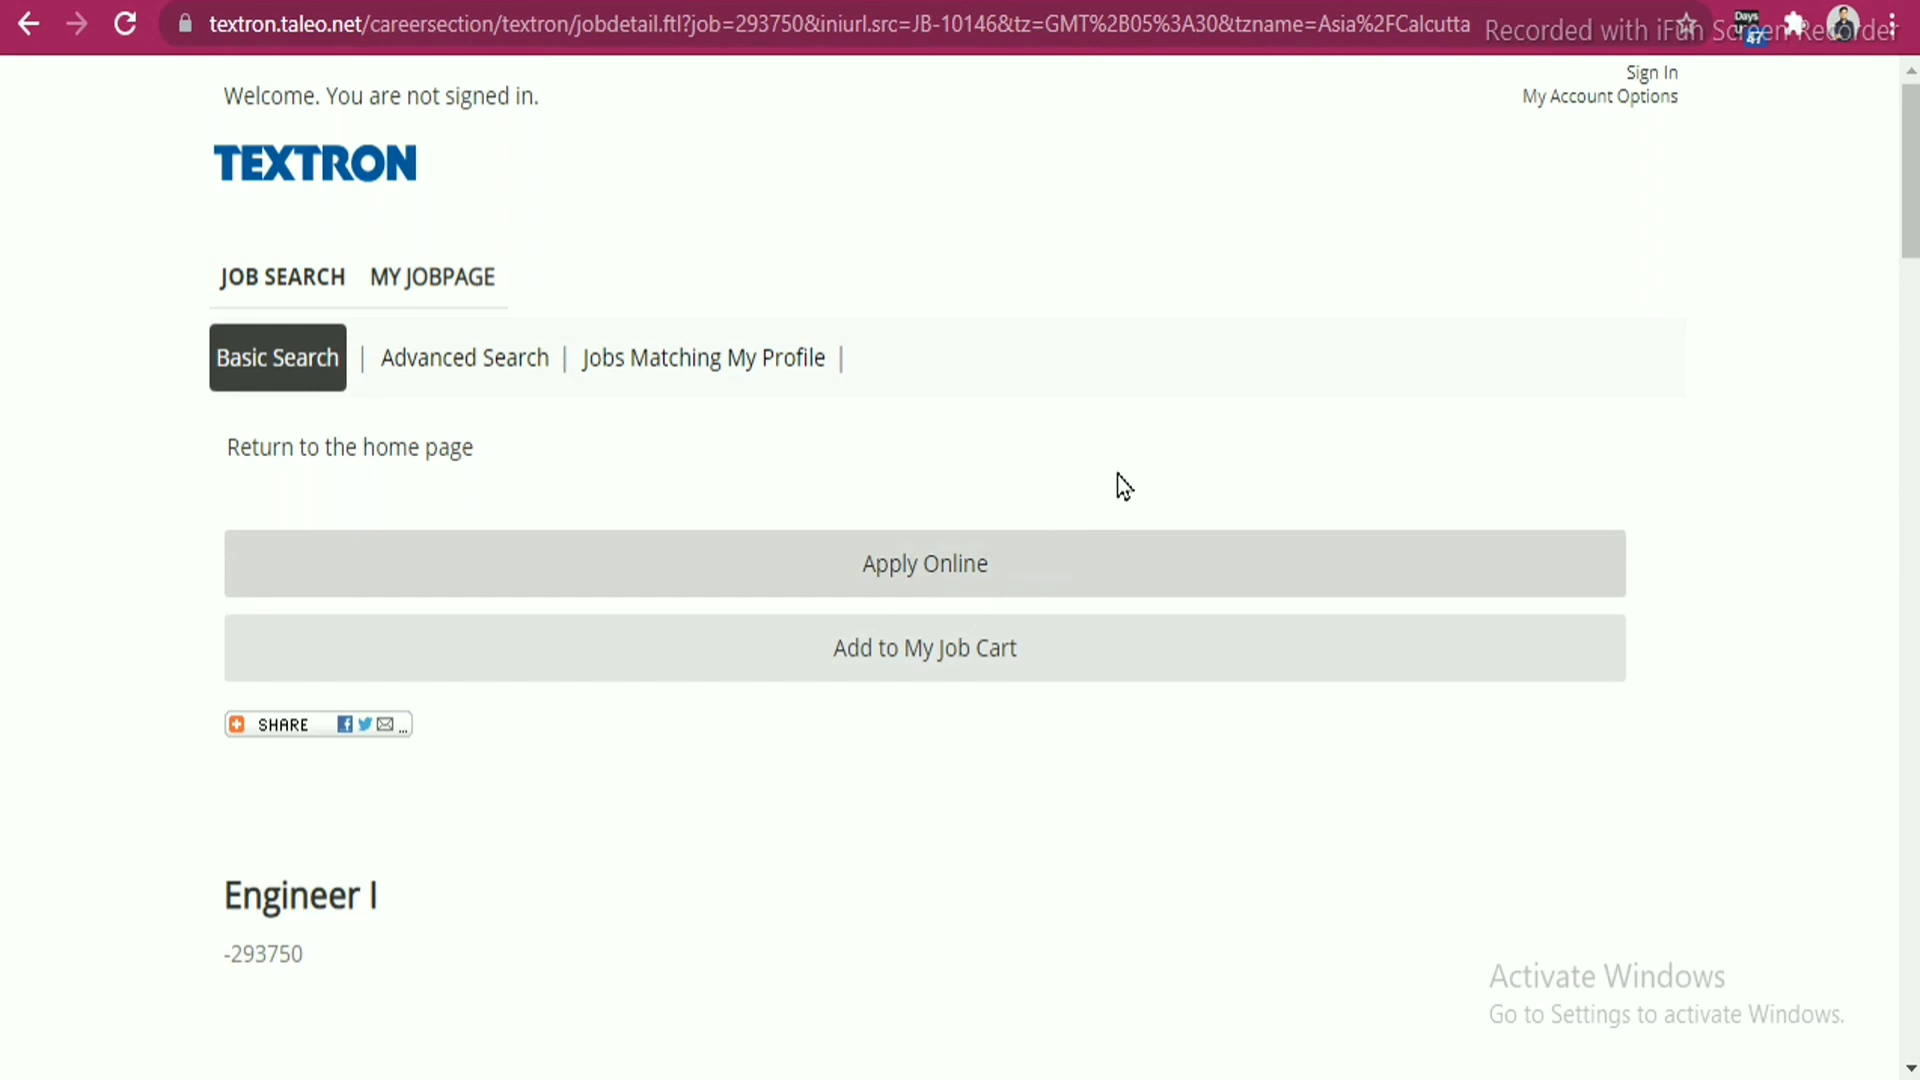 textron.taleo.net/careersection/textron/jobdetail.ftl?job=293750&iniurl.src=JB-10146&tz=GMT%2B05%3A30&tzname=Asia%2FCalcutta
Recorded with iFun Screen Recorder
Days
47
Sign In
Welcome. You are not signed in.
My Account Options
TEXTRON
JOB SEARCH MY JOBPAGE
Basic Search | Advanced Search | Jobs Matching My Profile |
Return to the home page
Apply Online
Add to My Job Cart
SHARE ...
Engineer I
-293750
Activate Windows
Go to Settings to activate Windows.